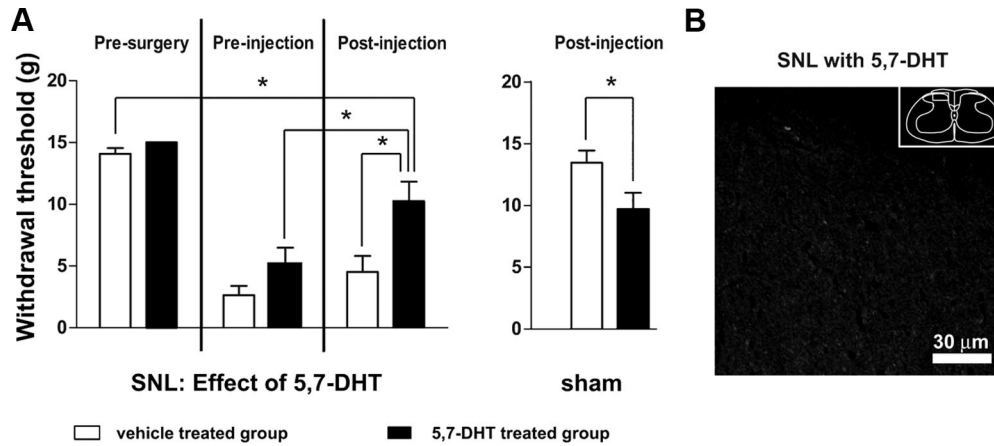 A
Pre-surgery Pre-injection Post-injection
Withdrawal threshold (g)
20
15
10
5
0
*
*
*
SNL: Effect of 5,7-DHT
Post-injection
20
15
10
5
0
*
sham
vehicle treated group 5,7-DHT treated group
B
SNL with 5,7-DHT
30 μm